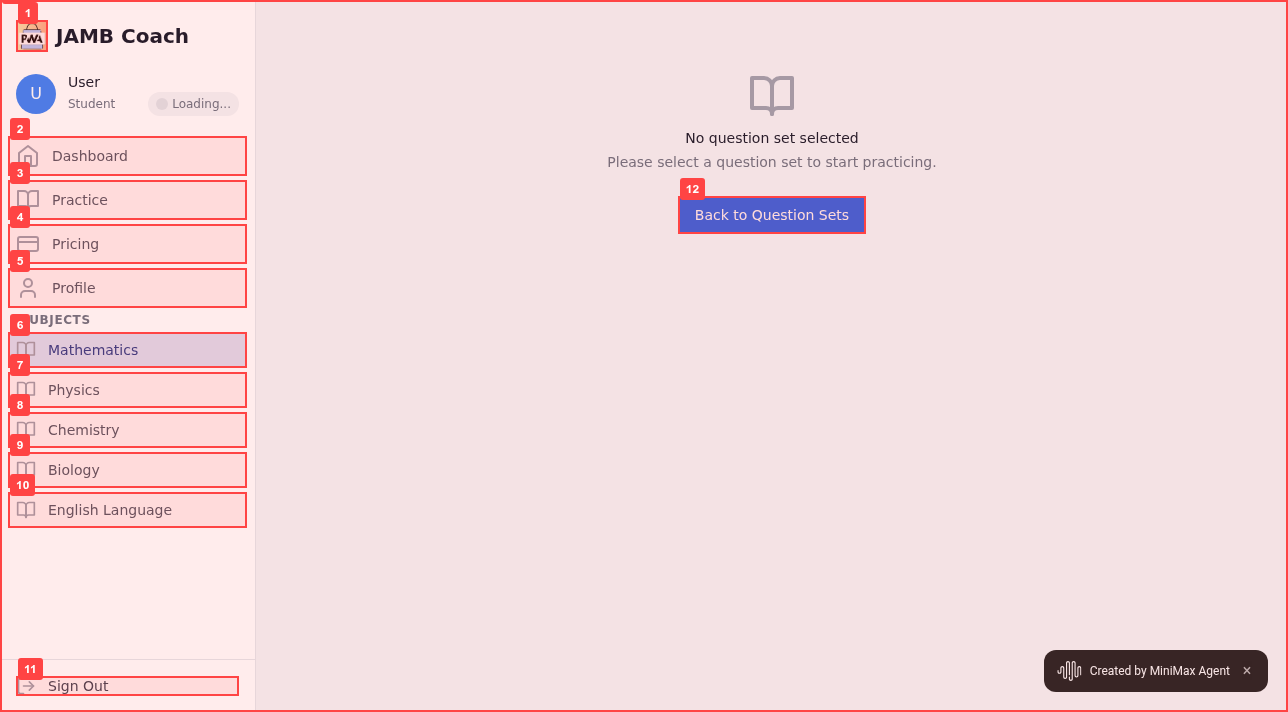 1
PWA
JAMB Coach
U
User
Student
Loading...
2
Dashboard
3
Practice
4
Pricing
5
Profile
UBJECTS
6
Mathematics
7
Physics
8
Chemistry
9
Biology
10
English Language
11
Sign Out
No question set selected
Please select a question set to start practicing.
12
Back to Question Sets
Created by MiniMax Agent ×